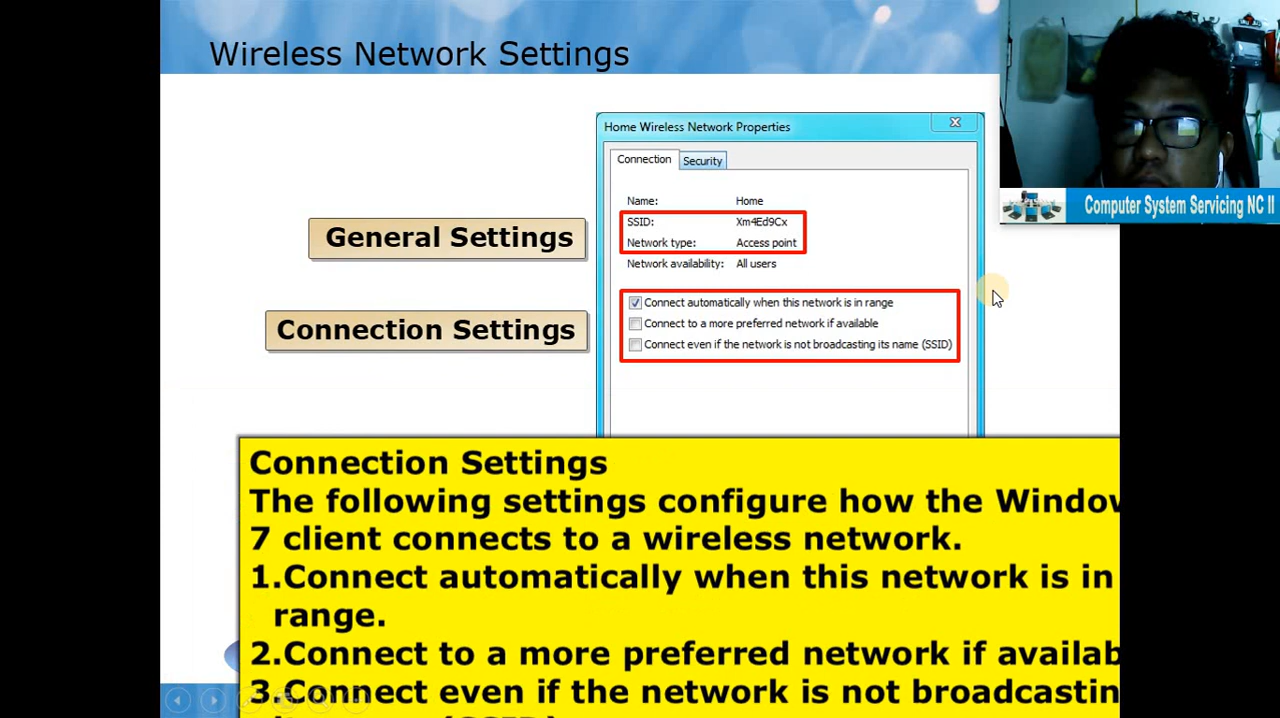 Wireless Network Settings
Computer System Servicing NC II
Home Wireless Network Properties
Connection Security
Name: Home
SSID: Xm4Ed9Cx
Network type: Access point
Network availability: All users
General Settings
Connect automatically when this network is in range
Connect to a more preferred network if available
Connect even if the network is not broadcasting its name (SSID)
Connection Settings
Connection Settings
The following settings configure how the Window
7 client connects to a wireless network.
1.Connect automatically when this network is in
range.
2.Connect to a more preferred network if availab
3.Connect even if the network is not broadcastin
(SSID)